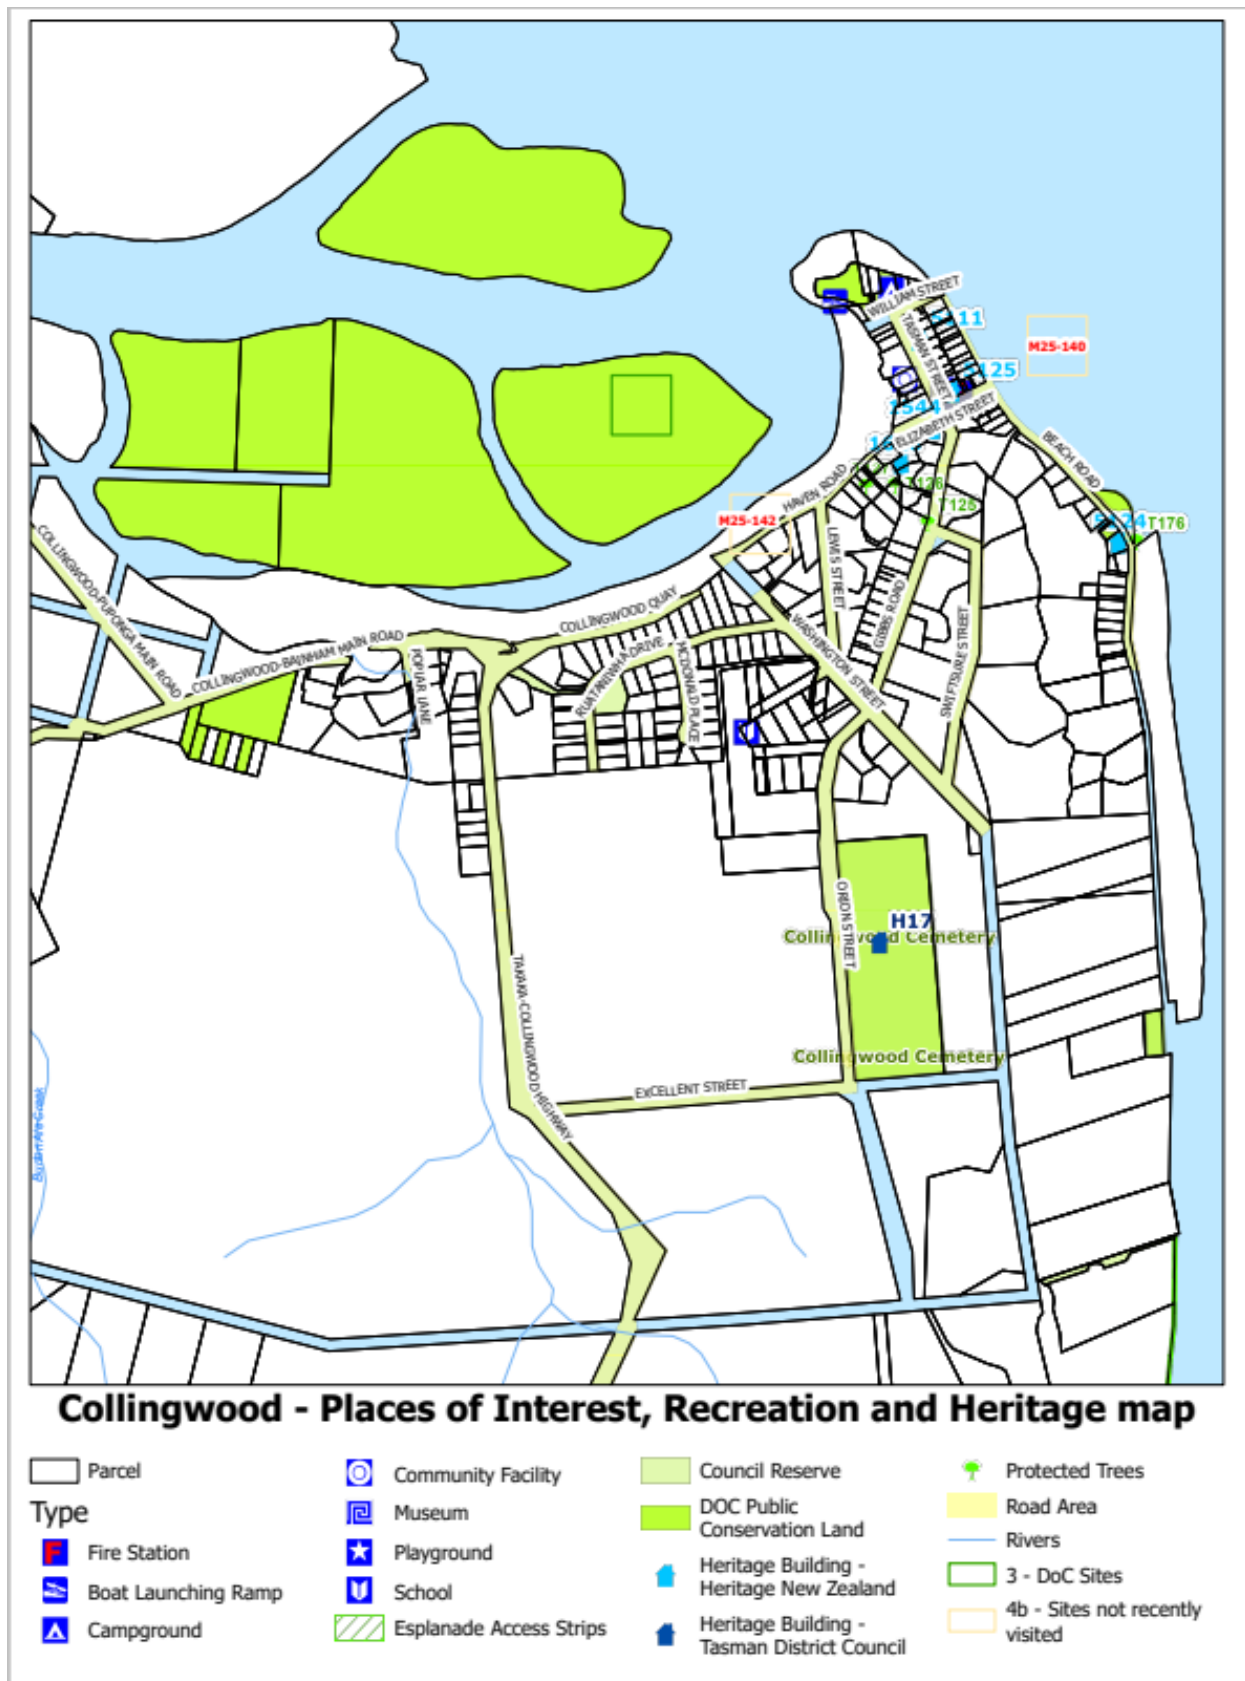 WILLIAM STREET
TASMAN STREET
M25-140
5125
1544
ELIZABETH STREET
BEACH ROAD
HAVEN ROAD
T126
T125
M25-142
5124
T176
LEWIS STREET
COLLINGWOOD-PUPONGA MAIN ROAD
COLLINGWOOD QUAY
GIBBS ROAD
COLLINGWOOD-BAINHAM MAIN ROAD
WASHINGTON STREET
SWIFTSURE STREET
POPLAR LANE
RUATANIWHA DRIVE
MCDONALD PLACE
ORION STREET
H17
Collingwood Cemetery
TAKAKA-COLLINGWOOD HIGHWAY
Collingwood Cemetery
EXCELLENT STREET
Collingwood - Places of Interest, Recreation and Heritage map
Parcel
Type
Fire Station
Boat Launching Ramp
Campground
Community Facility
Museum
Playground
School
Esplanade Access Strips
Council Reserve
DOC Public
Conservation Land
Heritage Building -
Heritage New Zealand
Heritage Building -
Tasman District Council
Protected Trees
Road Area
Rivers
3 - DoC Sites
4b - Sites not recently
visited